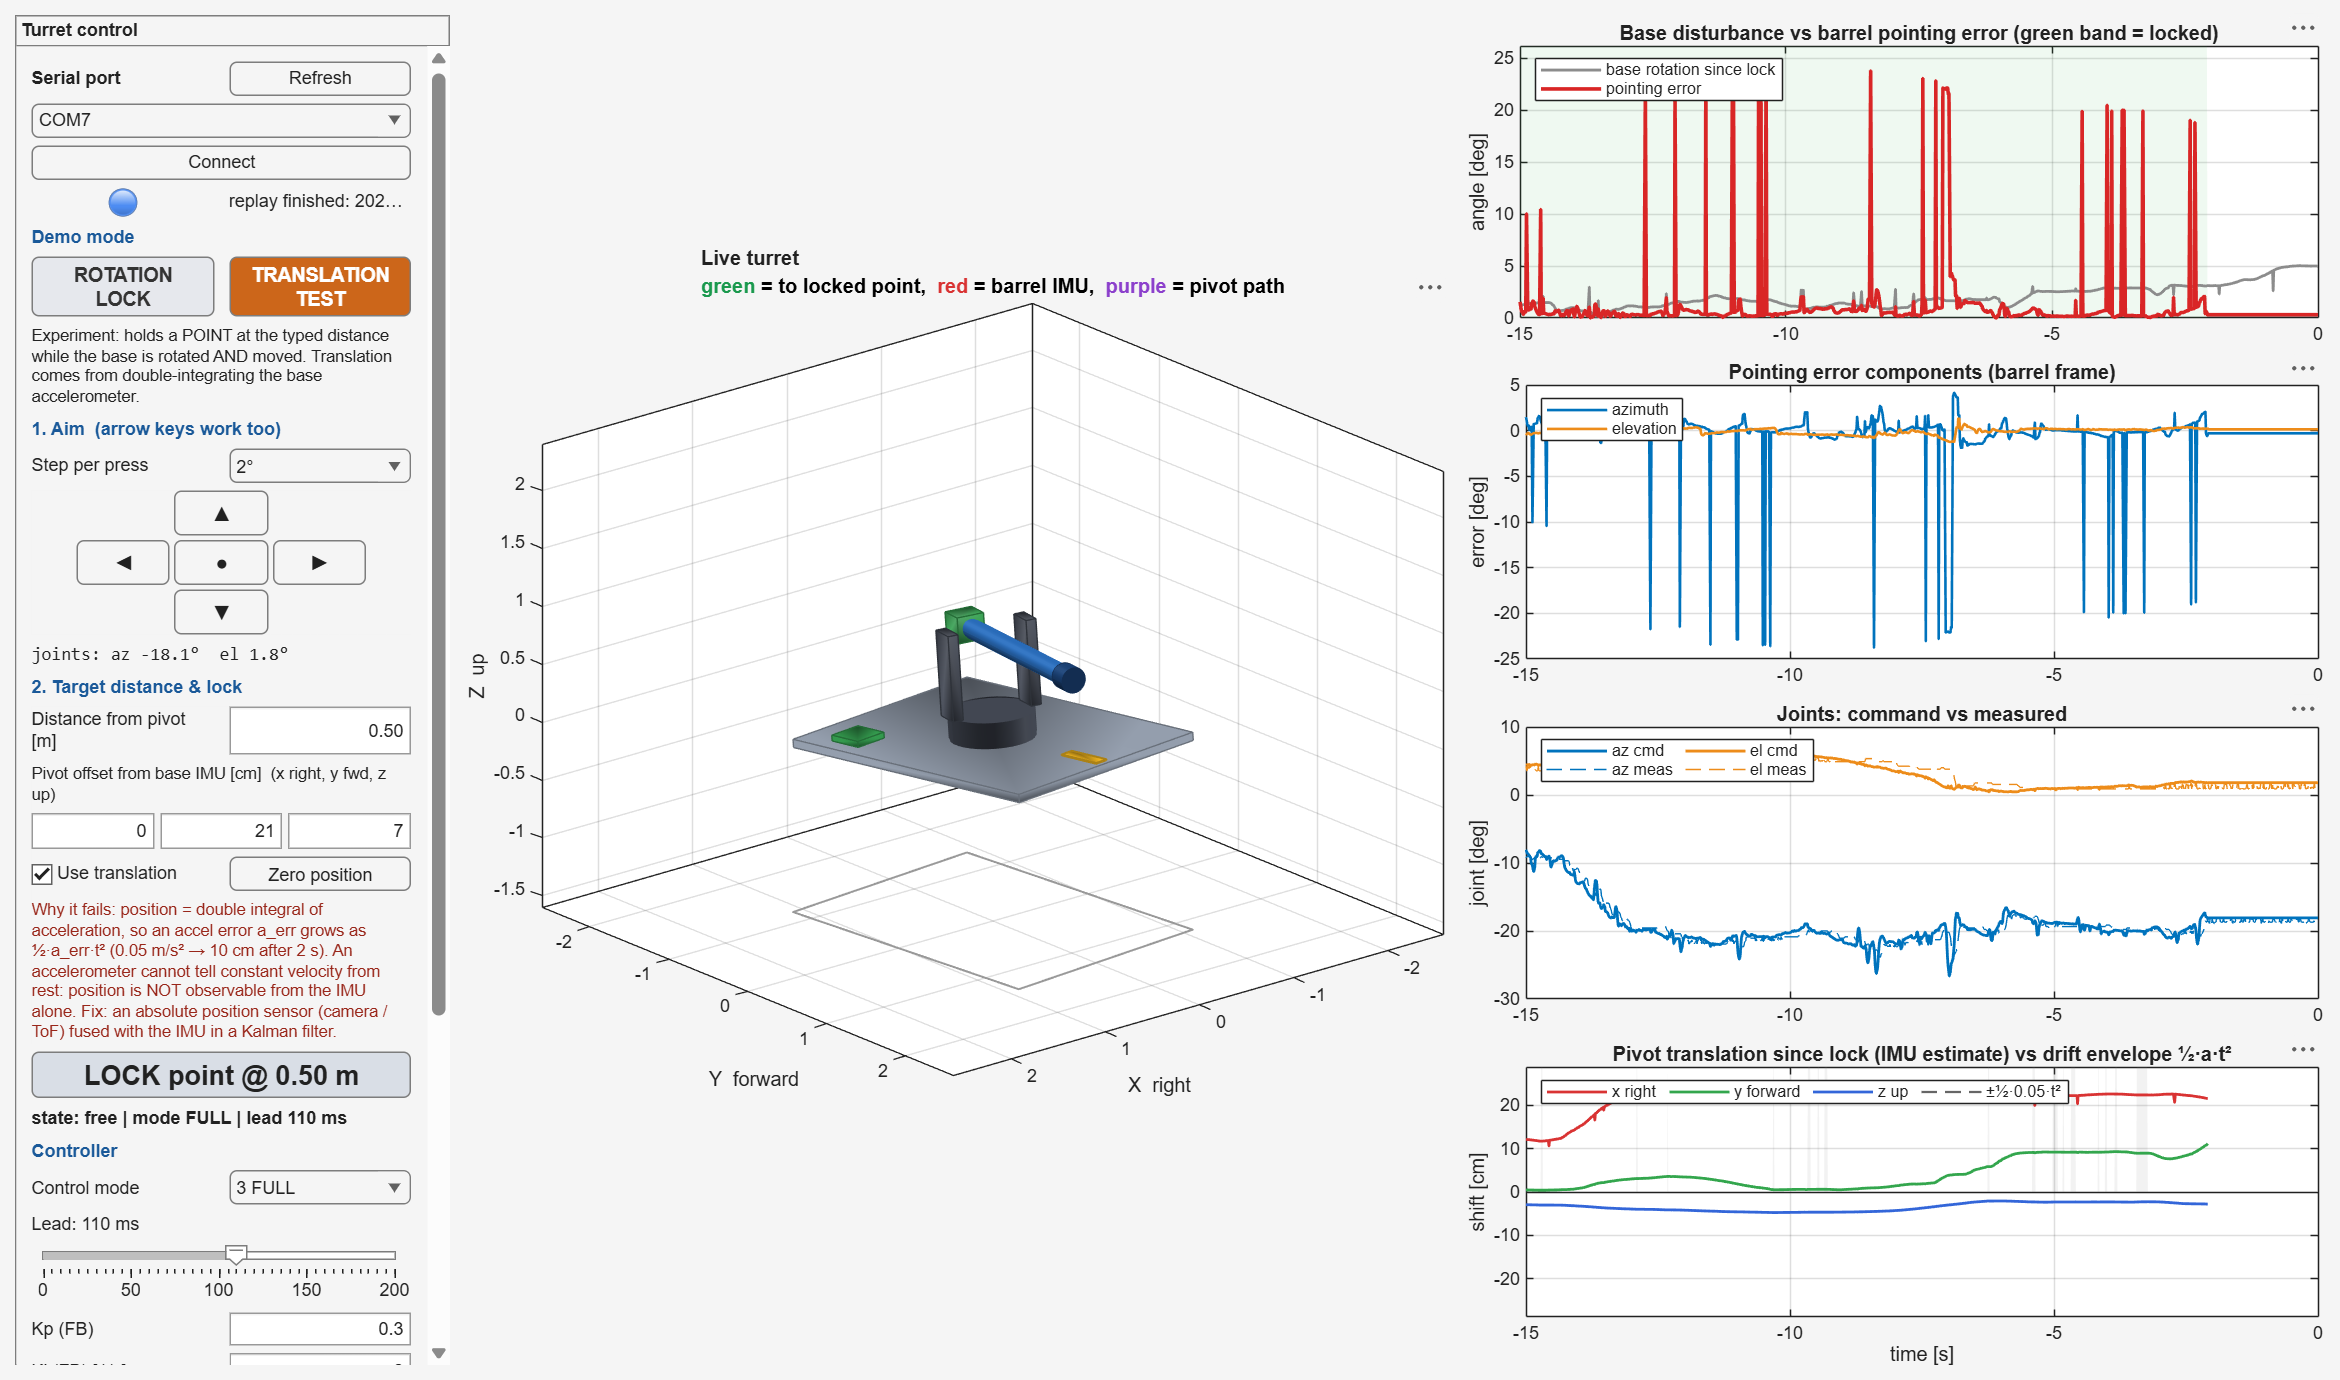 Turret control
Serial port
Refresh
COM7
Connect
replay finished: 202…
Demo mode
ROTATION
LOCK
TRANSLATION
TEST
Experiment: holds a POINT at the typed distance
while the base is rotated AND moved. Translation
comes from double-integrating the base
accelerometer.
1. Aim  (arrow keys work too)
Step per press
2°
▲
◄
●
►
▼
joints: az -18.1°  el 1.8°
2. Target distance & lock
Distance from pivot
[m]
0.50
Pivot offset from base IMU [cm]  (x right, y fwd, z
up)
0
21
7
Use translation
Zero position
Why it fails: position = double integral of
acceleration, so an accel error a_err grows as
½·a_err·t² (0.05 m/s² → 10 cm after 2 s). An
accelerometer cannot tell constant velocity from
rest: position is NOT observable from the IMU
alone. Fix: an absolute position sensor (camera /
ToF) fused with the IMU in a Kalman filter.
LOCK point @ 0.50 m
state: free | mode FULL | lead 110 ms
Controller
Control mode
3 FULL
Lead: 110 ms
0
50
100
150
200
Kp (FB)
0.3
Live turret
green = to locked point,  red = barrel IMU,  purple = pivot path
2
1.5
1
0.5
0
-0.5
-1
-1.5
Z  up
-2
-1
0
1
2
Y  forward
2
1
0
-1
-2
X  right
Base disturbance vs barrel pointing error (green band = locked)
base rotation since lock
pointing error
angle [deg]
25
20
15
10
5
0
-15
-10
-5
0
Pointing error components (barrel frame)
azimuth
elevation
error [deg]
5
0
-5
-10
-15
-20
-25
-15
-10
-5
0
Joints: command vs measured
az cmd
el cmd
az meas
el meas
joint [deg]
10
0
-10
-20
-30
-15
-10
-5
0
Pivot translation since lock (IMU estimate) vs drift envelope ½·a·t²
x right
y forward
z up
±½·0.05·t²
shift [cm]
20
10
0
-10
-20
-15
-10
-5
0
time [s]